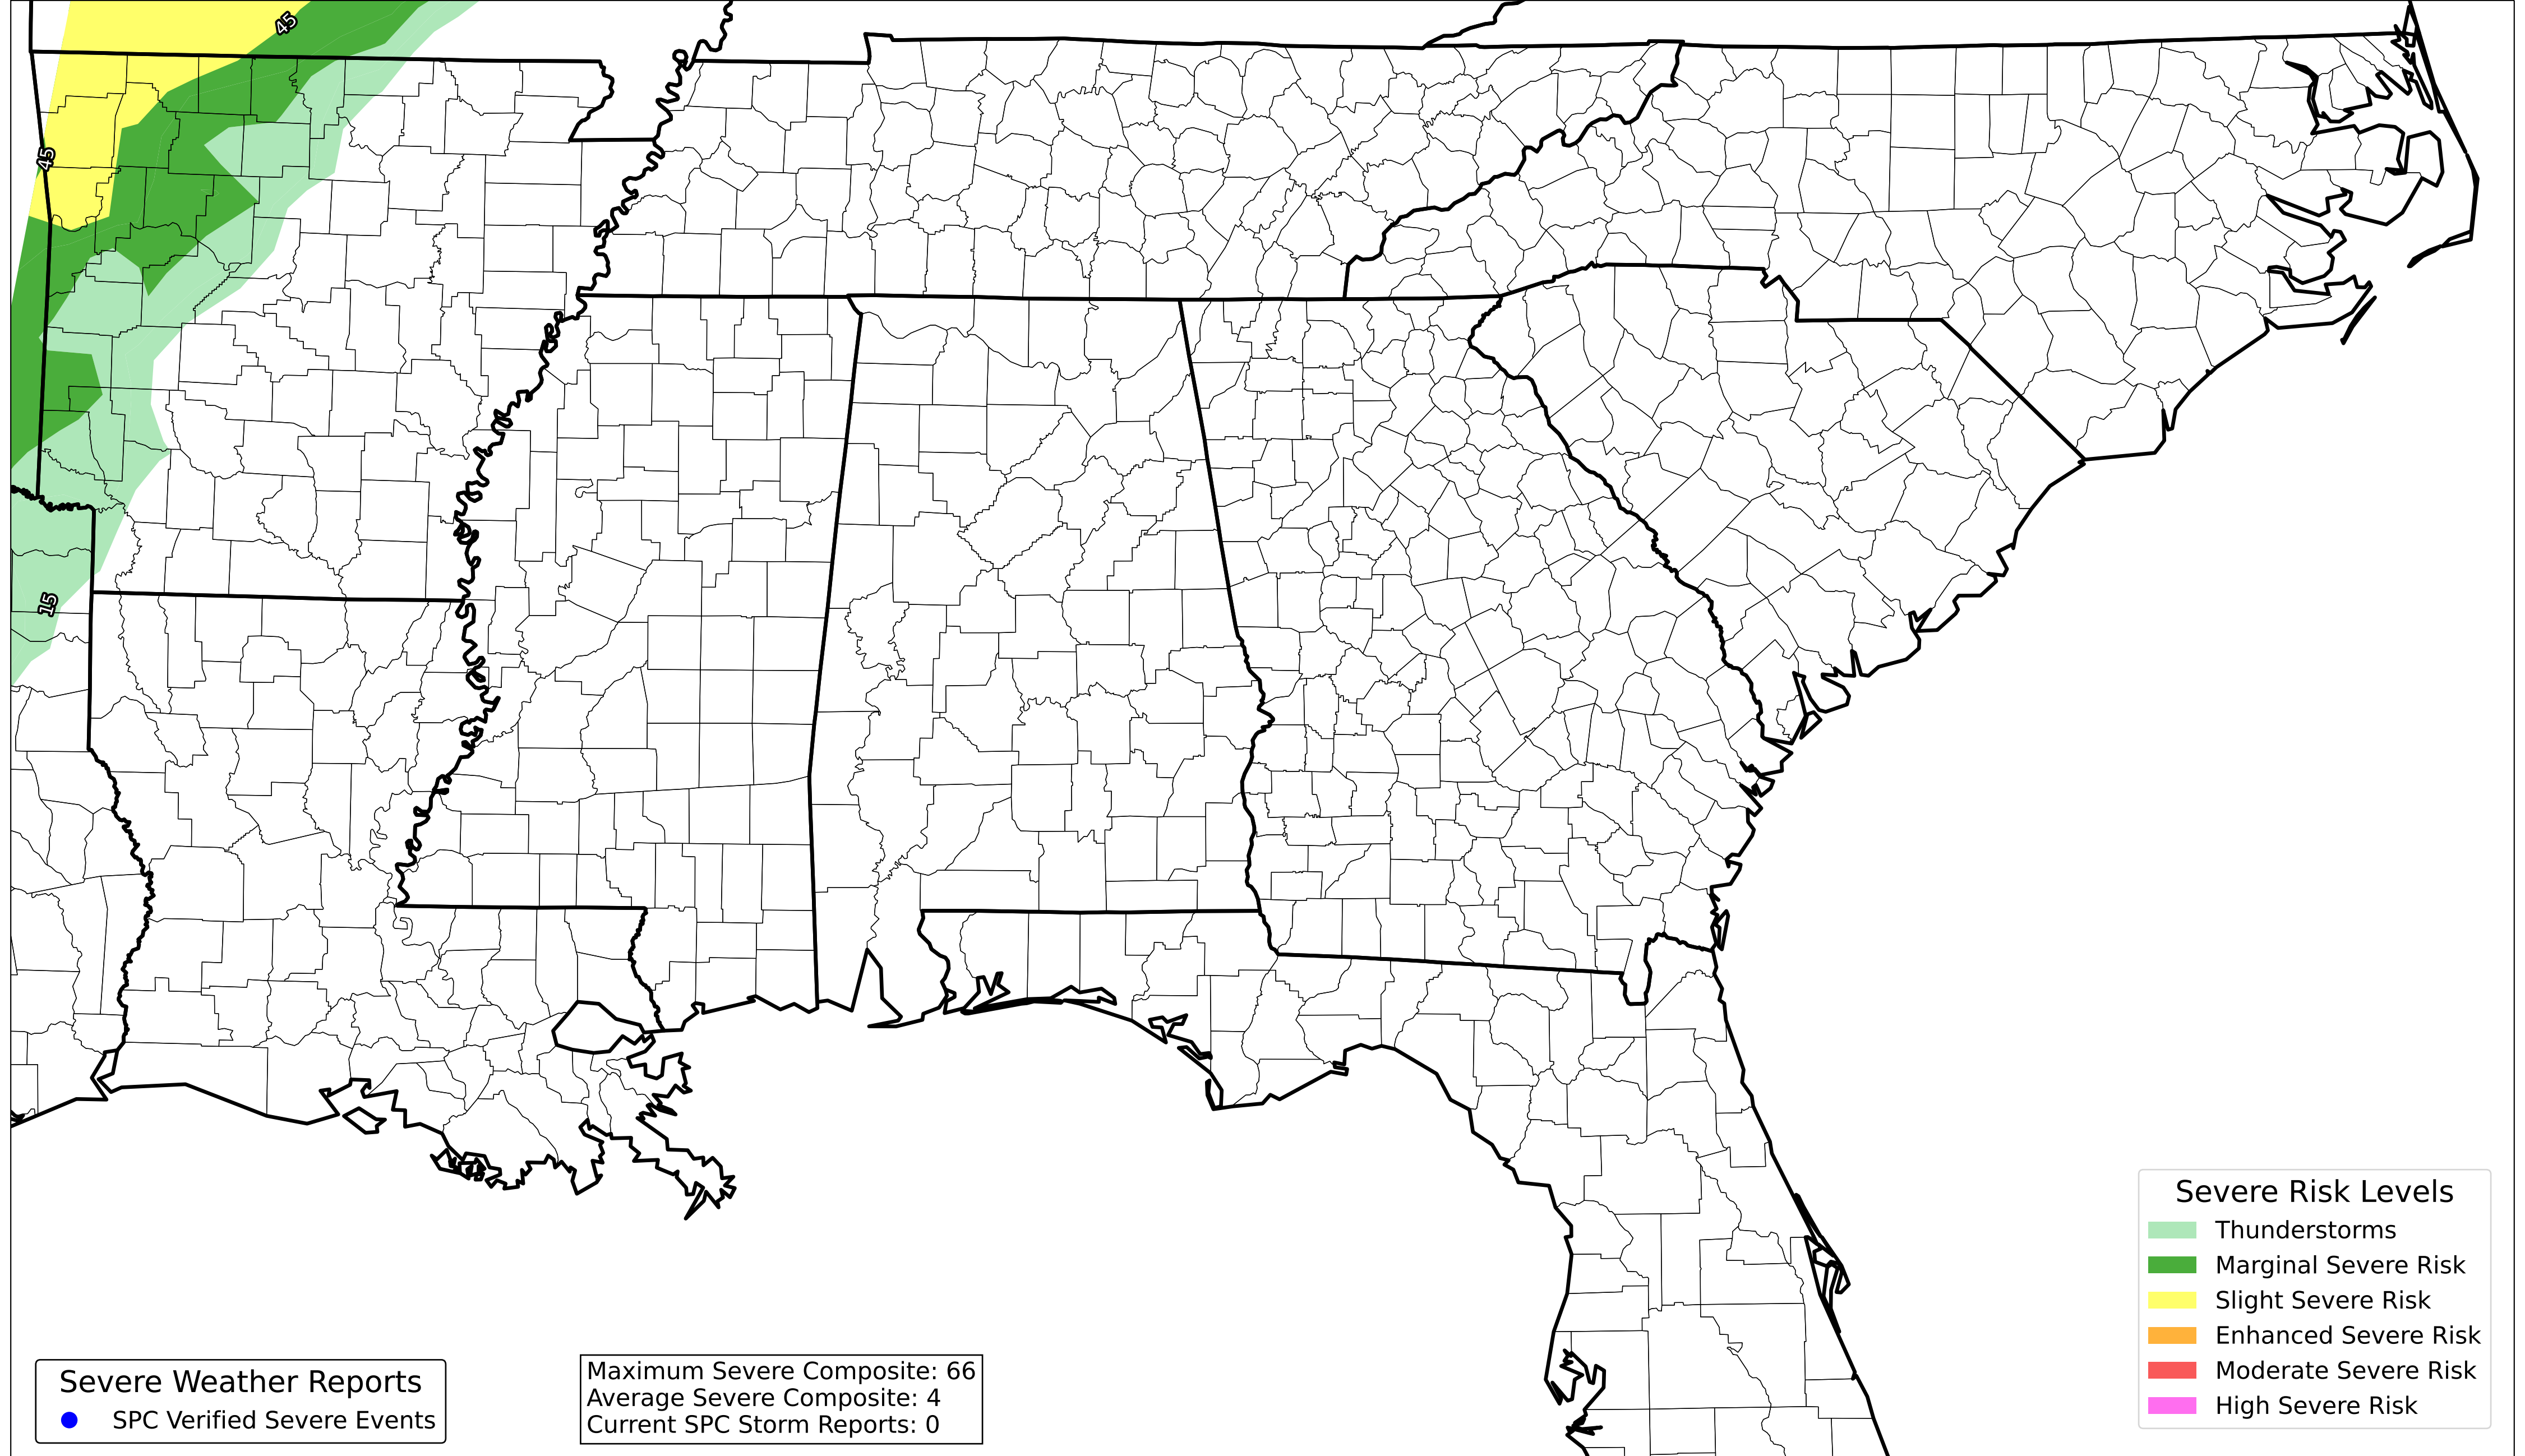 45
45
15
Severe Risk Levels
Thunderstorms
Marginal Severe Risk
Slight Severe Risk
Enhanced Severe Risk
Moderate Severe Risk
High Severe Risk
Severe Weather Reports
SPC Verified Severe Events
Maximum Severe Composite: 66
Average Severe Composite: 4
Current SPC Storm Reports: 0